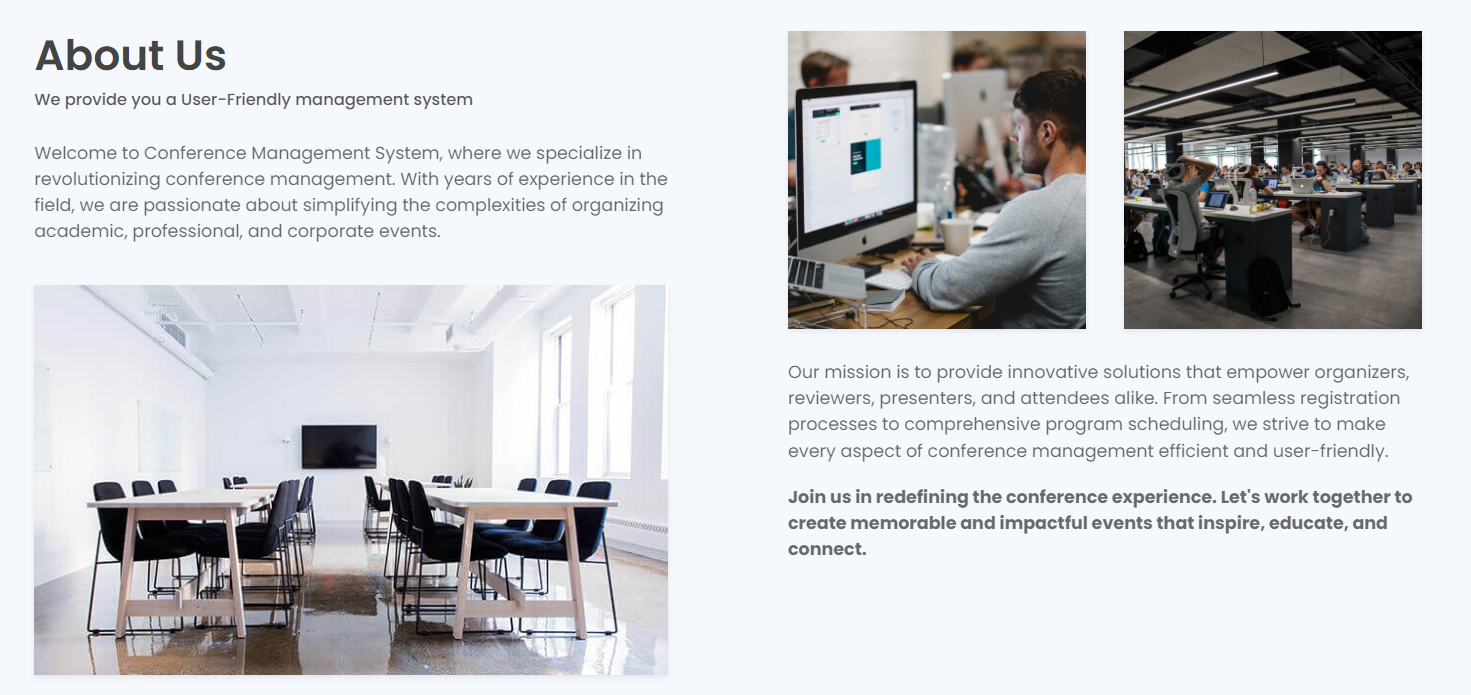 About Us
We provide you a User-Friendly management system
Welcome to Conference Management System, where we specialize in
revolutionizing conference management. With years of experience in the
field, we are passionate about simplifying the complexities of organizing
academic, professional, and corporate events.
Our mission is to provide innovative solutions that empower organizers,
reviewers, presenters, and attendees alike. From seamless registration
processes to comprehensive program scheduling, we strive to make
every aspect of conference management efficient and user-friendly.
Join us in redefining the conference experience. Let's work together to
create memorable and impactful events that inspire, educate, and
connect.